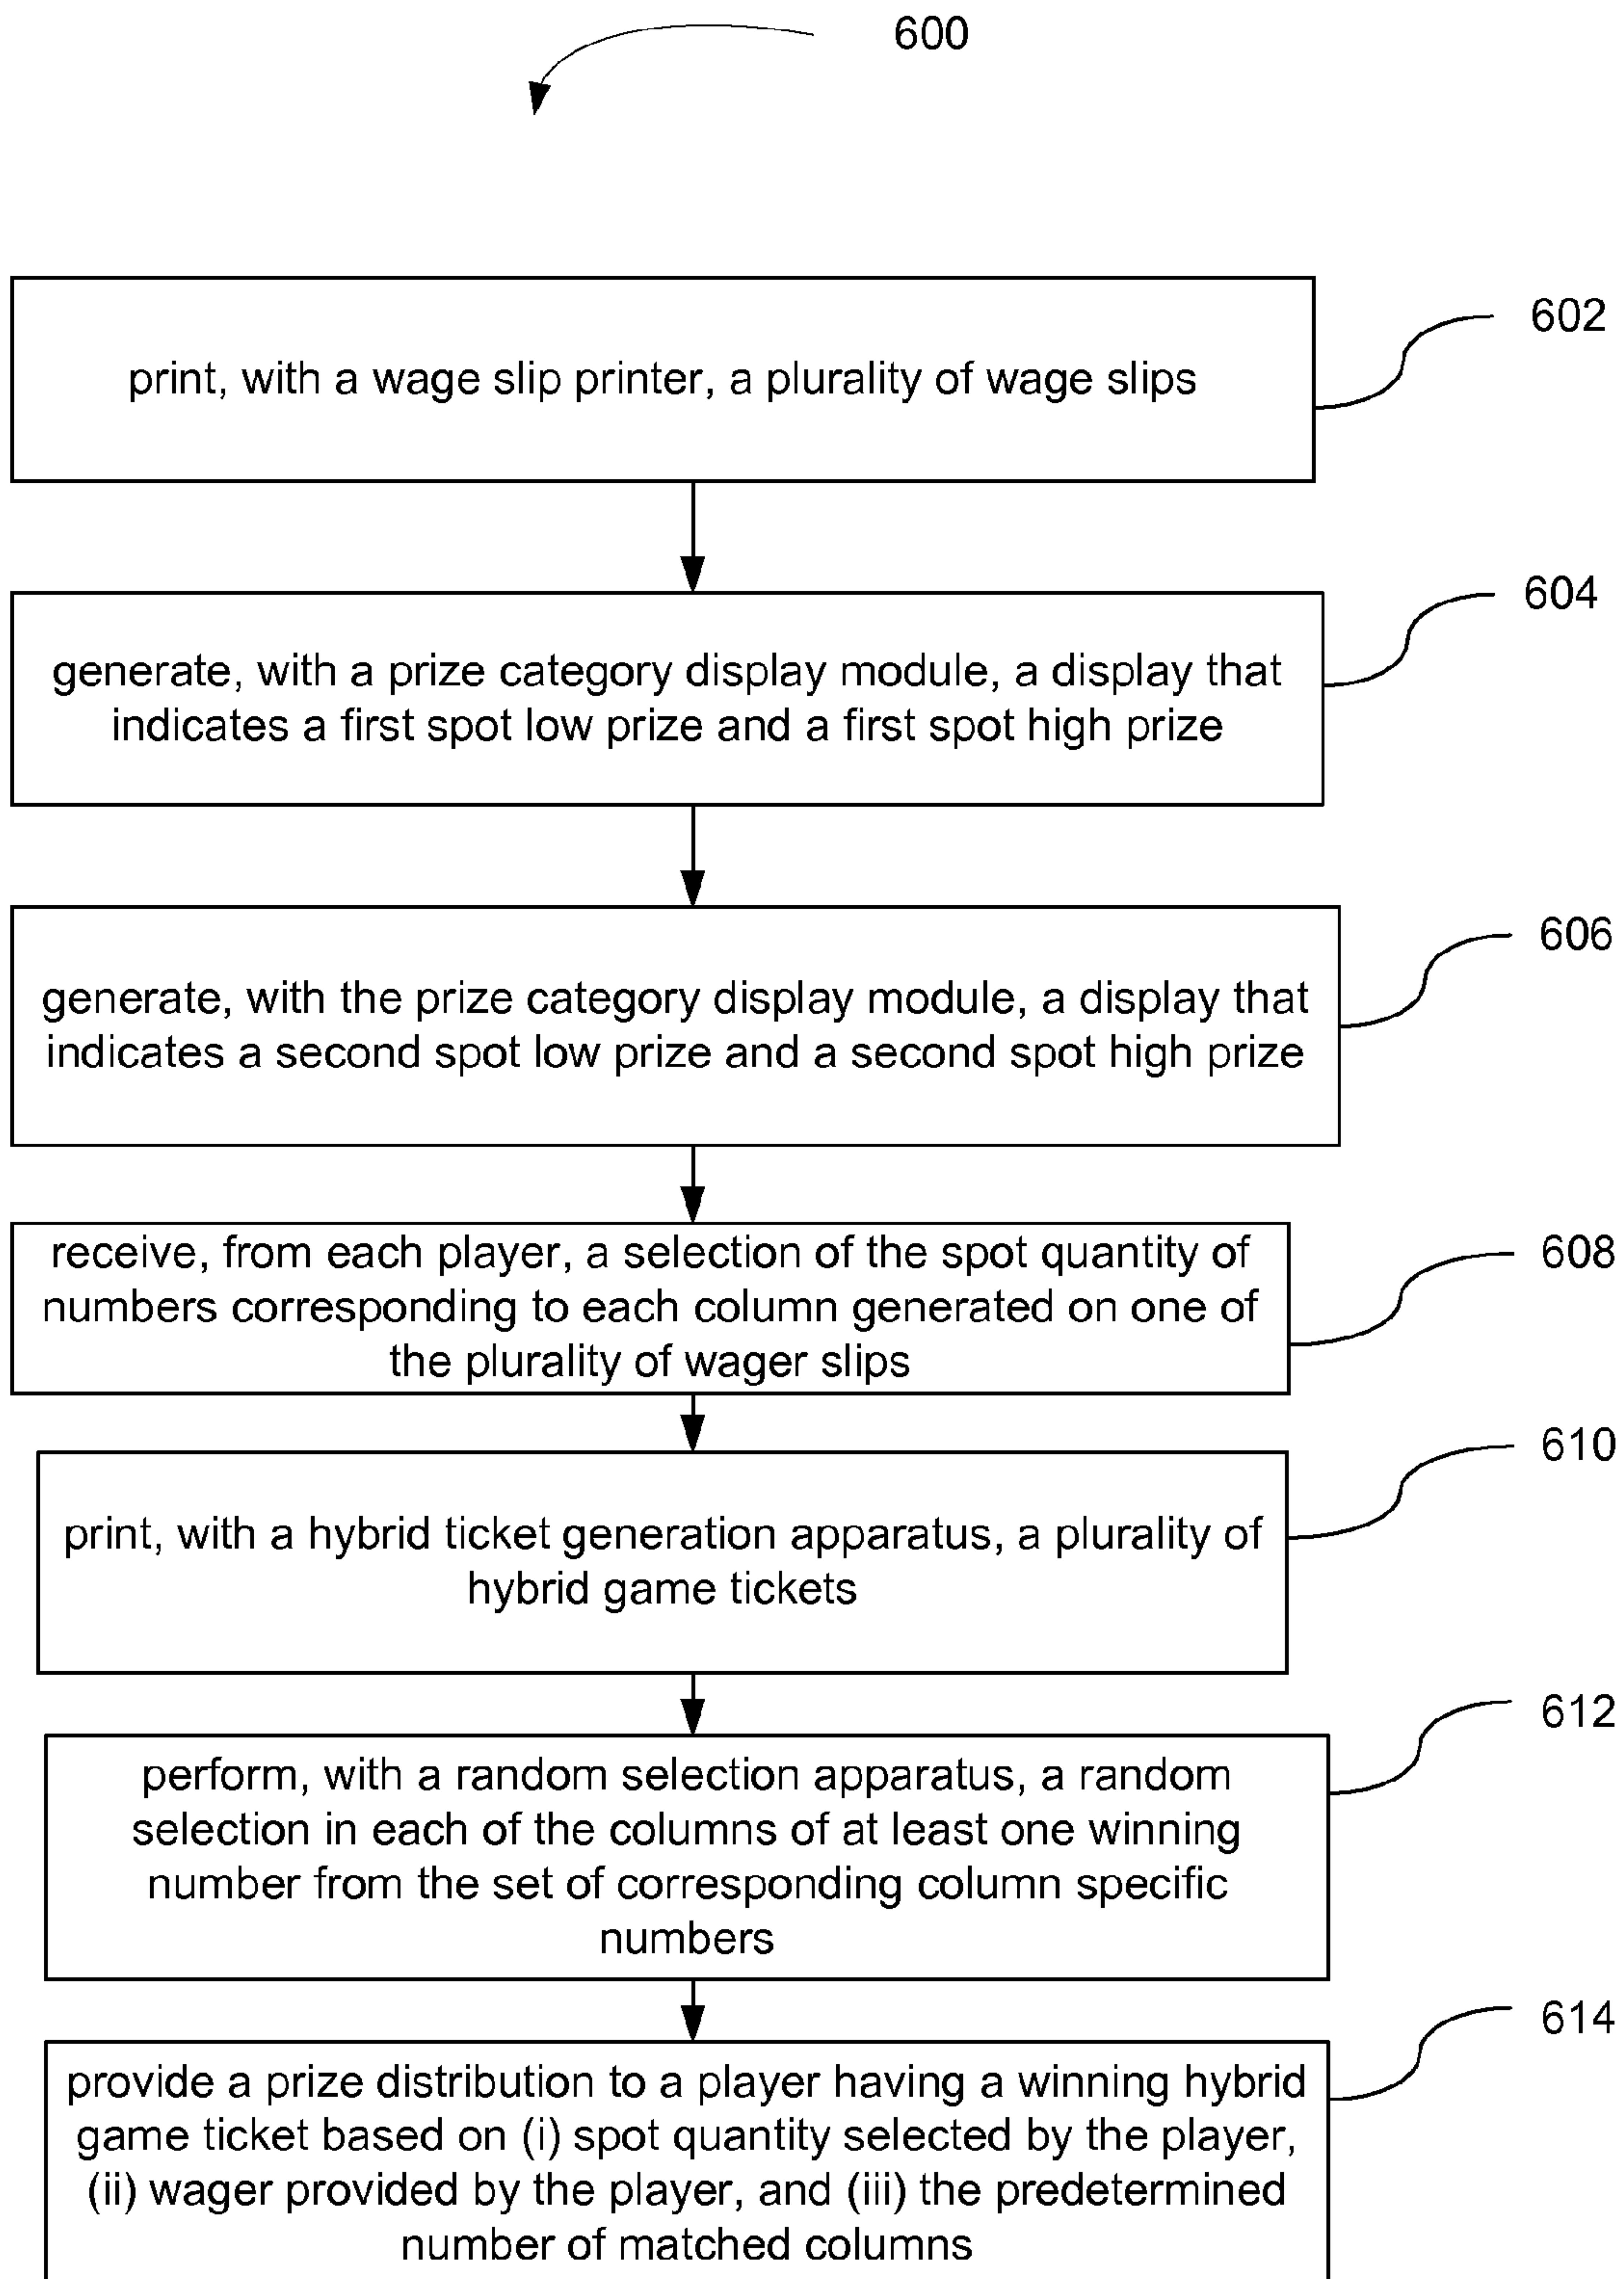 600
602
print, with a wage slip printer, a plurality of wage slips
604
generate, with a prize category display module, a display that
indicates a first spot low prize and a first spot high prize
606
generate, with the prize category display module, a display that
indicates a second spot low prize and a second spot high prize
608
receive, from each player, a selection of the spot quantity of
numbers corresponding to each column generated on one of
the plurality of wager slips
610
print, with a hybrid ticket generation apparatus, a plurality of
hybrid game tickets
612
perform, with a random selection apparatus, a random
selection in each of the columns of at least one winning
number from the set of corresponding column specific
numbers
614
provide a prize distribution to a player having a winning hybrid
game ticket based on (i) spot quantity selected by the player,
(ii) wager provided by the player, and (iii) the predetermined
number of matched columns